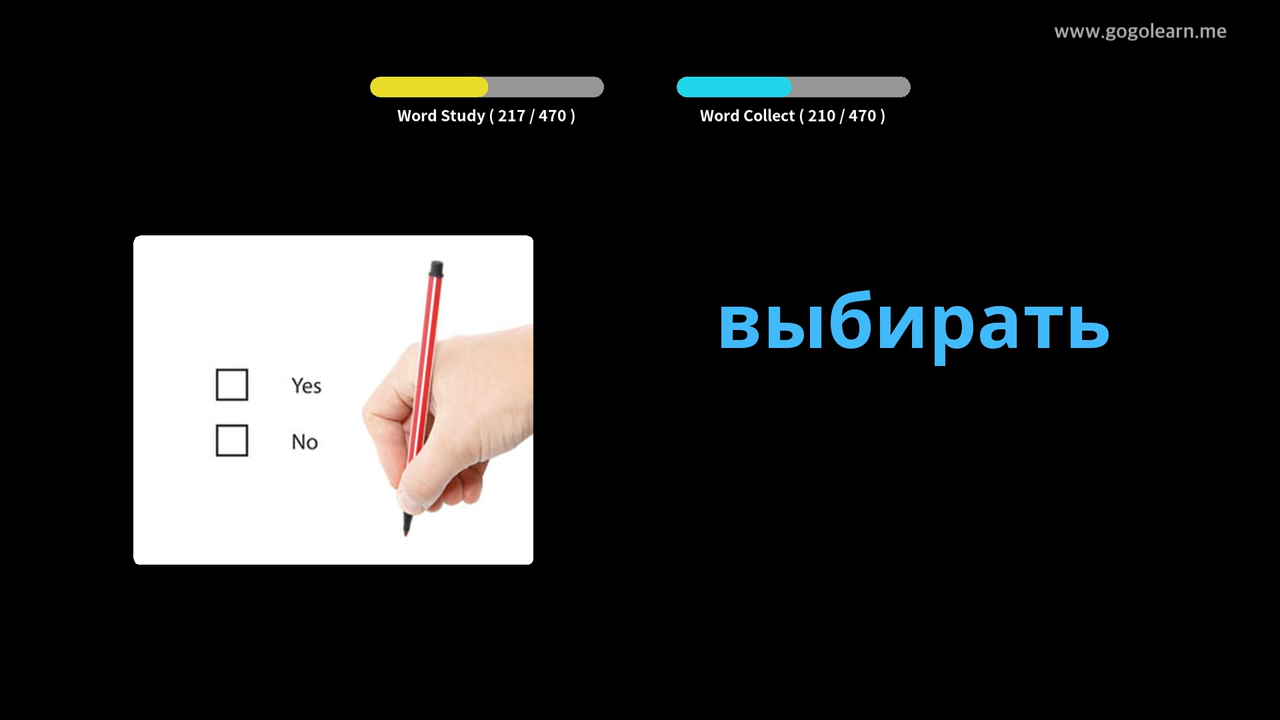 www.gogolearn.me
Word Study ( 217 / 470 )
Word Collect ( 210 / 470 )
выбирать
Yes
No